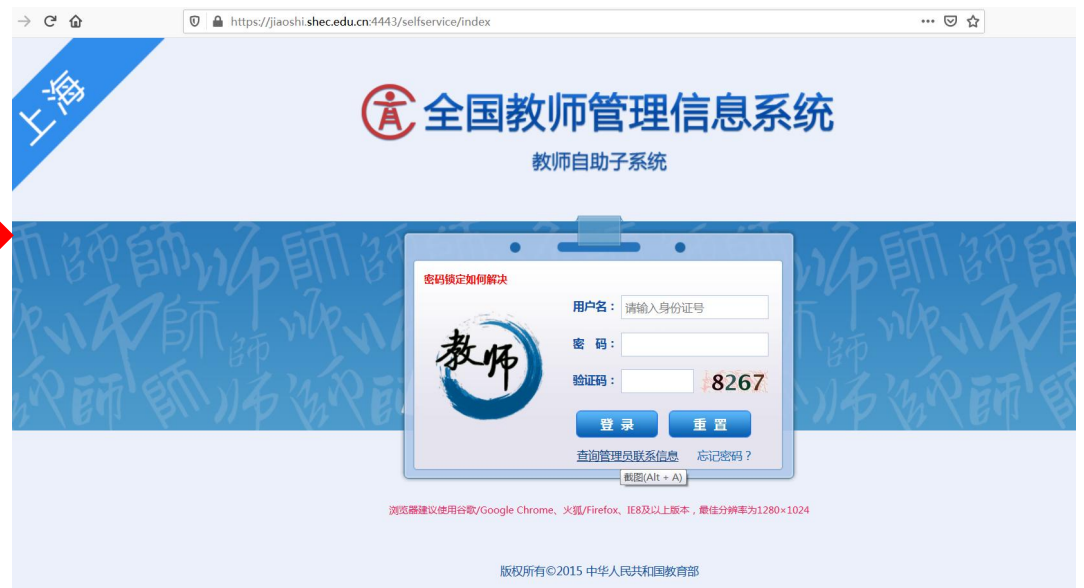 https://jiaoshi.shec.edu.cn:4443/selfservice/index
上海
全国教师管理信息系统
教师自助子系统
密码锁定如何解决
用户名：
请输入身份证号
教师
密 码：
验证码：
8267
登 录
重 置
查询管理员联系信息
忘记密码？
截图(Alt + A)
浏览器建议使用谷歌/Google Chrome、火狐/Firefox、IE8及以上版本，最佳分辨率为1280×1024
版权所有©2015 中华人民共和国教育部